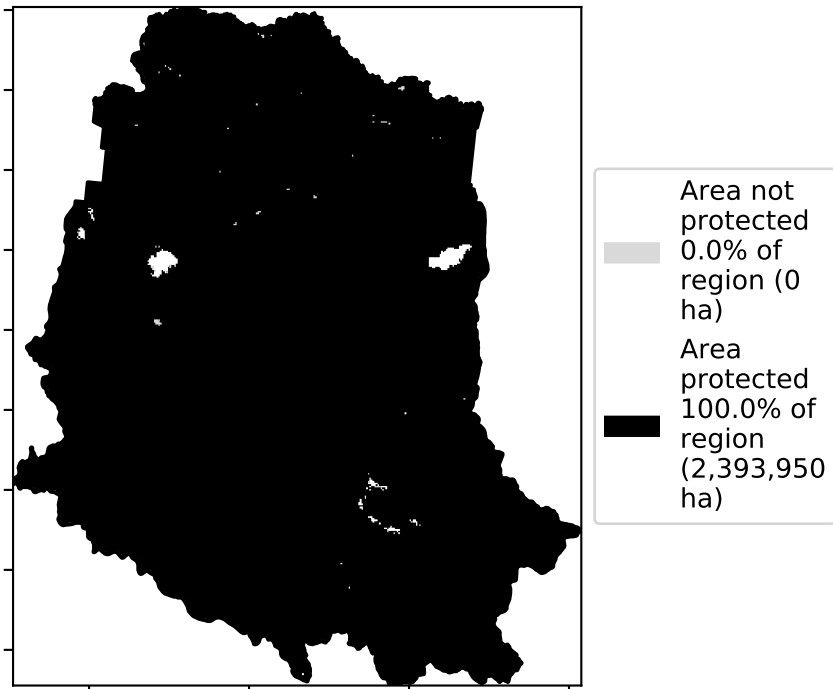 Area not
protected
0.0% of
region (0
ha)
Area
protected
100.0% of
region
(2,393,950
ha)